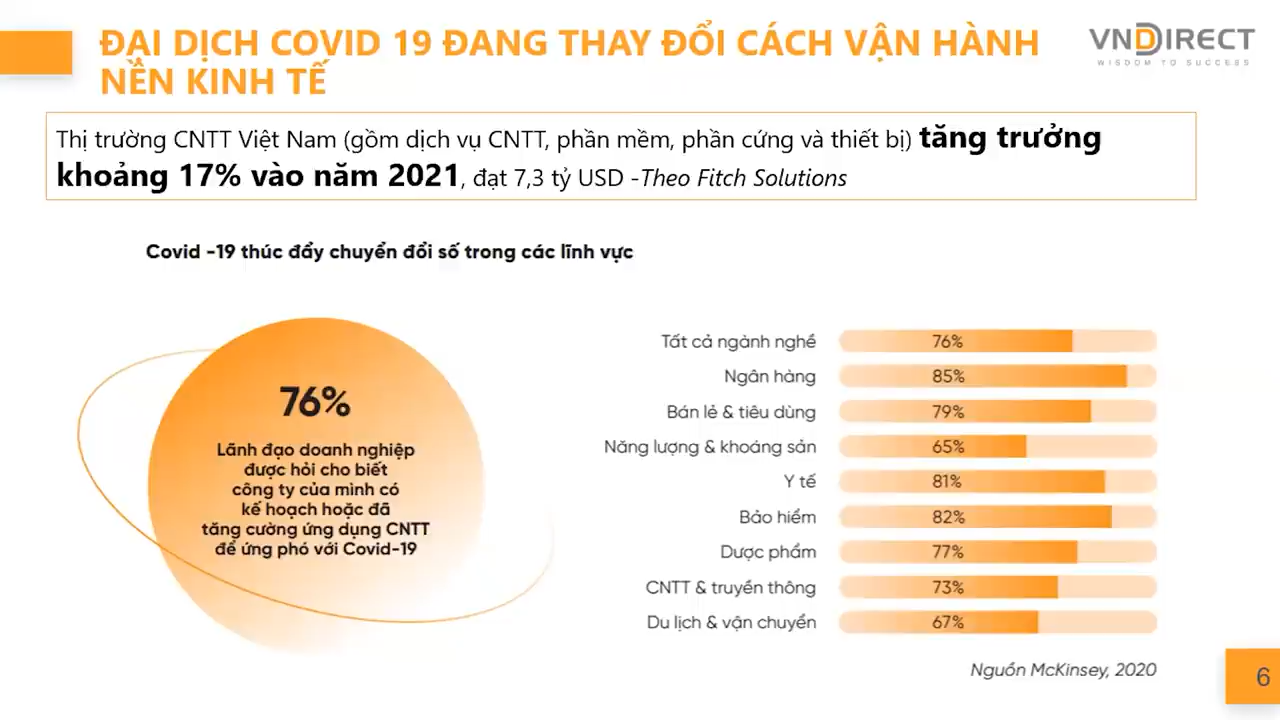 ĐẠI DỊCH COVID 19 ĐANG THAY ĐỔI CÁCH VẬN HÀNH
NỀN KINH TẾ
VNDIRECT
WISDOM TO SUCCESS
Thị trường CNTT Việt Nam (gồm dịch vụ CNTT, phần mềm, phần cứng và thiết bị) tăng trưởng
khoảng 17% vào năm 2021, đạt 7,3 tỷ USD -Theo Fitch Solutions
Covid -19 thúc đẩy chuyển đổi số trong các lĩnh vực
76%
Lãnh đạo doanh nghiệp
được hỏi cho biết
công ty của mình có
kế hoạch hoặc đã
tăng cường ứng dụng CNTT
để ứng phó với Covid-19
Tất cả ngành nghề 76%
Ngân hàng 85%
Bán lẻ & tiêu dùng 79%
Năng lượng & khoáng sản 65%
Y tế 81%
Bảo hiểm 82%
Dược phẩm 77%
CNTT & truyền thông 73%
Du lịch & vận chuyển 67%
Nguồn McKinsey, 2020
6